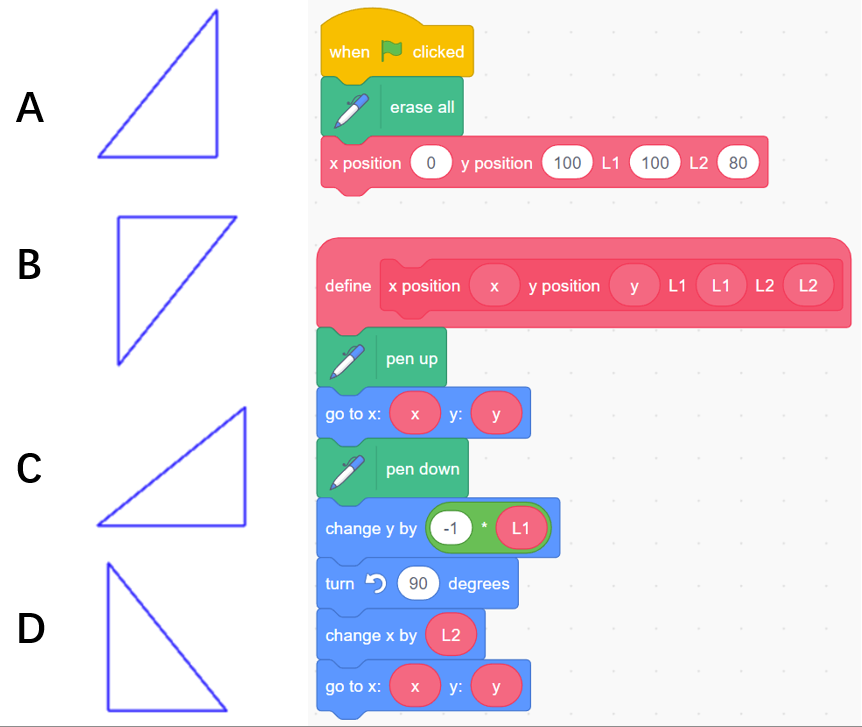 A
B
C
D
when clicked
erase all
x position 0 y position 100 L1 100 L2 80
define x position x y position y L1 L1 L2 L2
pen up
go to x: x y: y
pen down
change y by -1 * L1
turn 90 degrees
change x by L2
go to x: x y: y